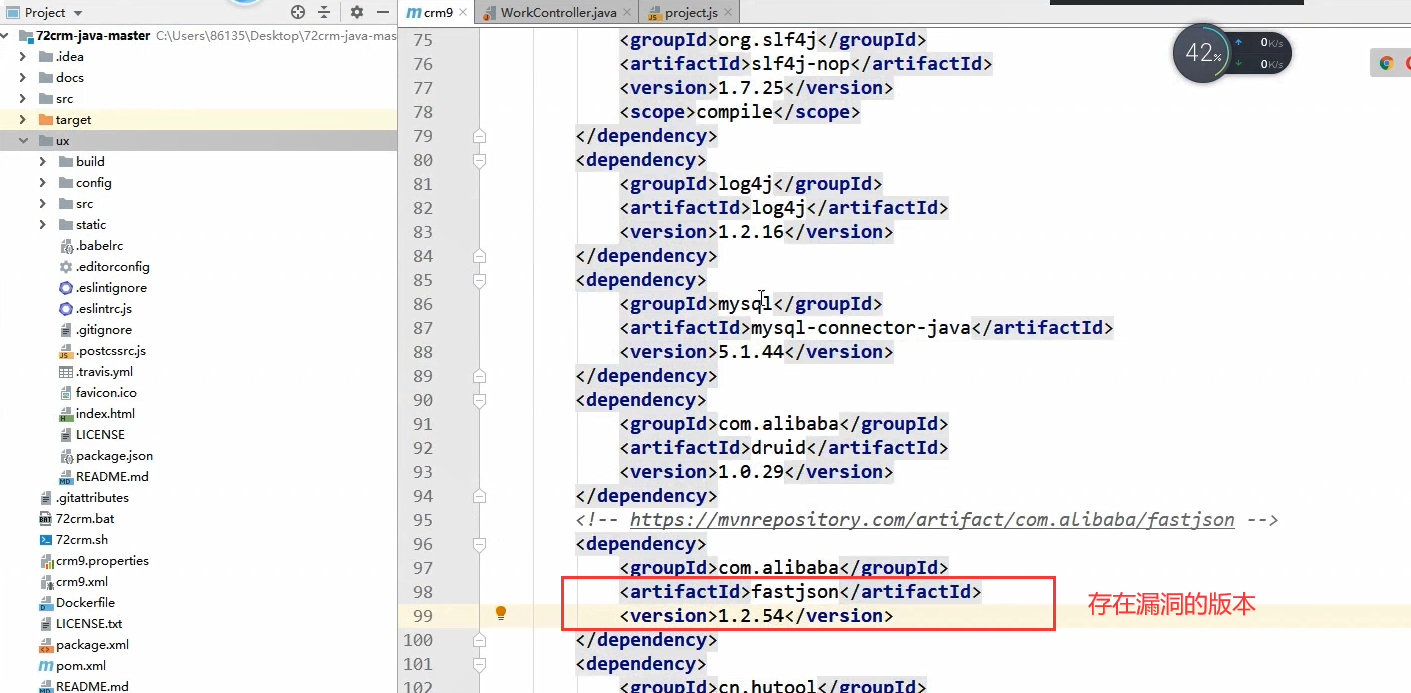 Project
crm9
WorkController.java
project.js
72crm-java-master C:\Users\86135\Desktop\72crm-java-mas
.idea
docs
src
target
ux
build
config
src
static
.babelrc
.editorconfig
.eslintignore
.eslintrc.js
.gitignore
.postcssrc.js
.travis.yml
favicon.ico
index.html
LICENSE
package.json
README.md
.gitattributes
72crm.bat
72crm.sh
crm9.properties
crm9.xml
Dockerfile
LICENSE.txt
package.xml
pom.xml
README.md
75 <groupId>org.slf4j</groupId>
76 <artifactId>slf4j-nop</artifactId>
77 <version>1.7.25</version>
78 <scope>compile</scope>
79 </dependency>
80 <dependency>
81 <groupId>log4j</groupId>
82 <artifactId>log4j</artifactId>
83 <version>1.2.16</version>
84 </dependency>
85 <dependency>
86 <groupId>mysql</groupId>
87 <artifactId>mysql-connector-java</artifactId>
88 <version>5.1.44</version>
89 </dependency>
90 <dependency>
91 <groupId>com.alibaba</groupId>
92 <artifactId>druid</artifactId>
93 <version>1.0.29</version>
94 </dependency>
95 <!-- https://mvnrepository.com/artifact/com.alibaba/fastjson -->
96 <dependency>
97 <groupId>com.alibaba</groupId>
98 <artifactId>fastjson</artifactId>
99 <version>1.2.54</version>
100 </dependency>
101 <dependency>
102 <groupId>cn.hutool</groupId>
存在漏洞的版本
42%
0K/s
0K/s